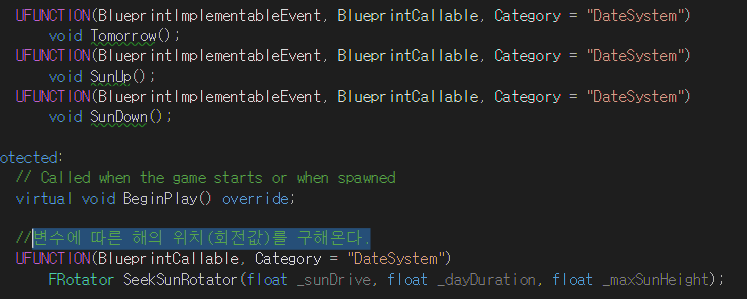 UFUNCTION(BlueprintImplementableEvent, BlueprintCallable, Category = "DateSystem")
void Tomorrow();
UFUNCTION(BlueprintImplementableEvent, BlueprintCallable, Category = "DateSystem")
void SunUp();
UFUNCTION(BlueprintImplementableEvent, BlueprintCallable, Category = "DateSystem")
void SunDown();
otected:
// Called when the game starts or when spawned
virtual void BeginPlay() override;
//변수에 따른 해의 위치(회전값)를 구해온다.
UFUNCTION(BlueprintCallable, Category = "DateSystem")
FRotator SeekSunRotator(float _sunDrive, float _dayDuration, float _maxSunHeight);